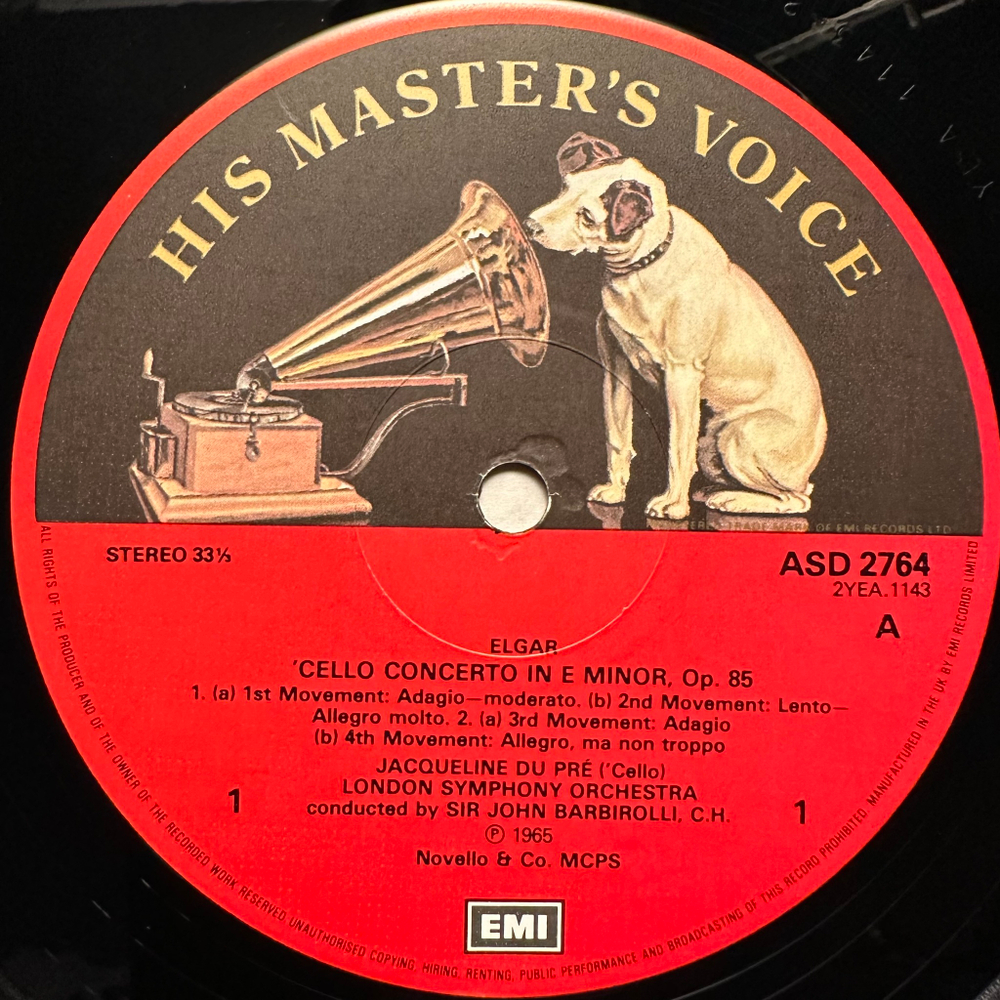 HIS MASTER'S VOICE
TRADE MARK OF EMI RECORDS LTD
STEREO 33⅓
ASD 2764
2YEA.1143
A
ELGAR
'CELLO CONCERTO IN E MINOR, Op. 85
1. (a) 1st Movement: Adagio—moderato. (b) 2nd Movement: Lento—
Allegro molto. 2. (a) 3rd Movement: Adagio
(b) 4th Movement: Allegro, ma non troppo
JACQUELINE DU PRÉ ('Cello)
LONDON SYMPHONY ORCHESTRA
1
1
conducted by SIR JOHN BARBIROLLI, C.H.
Ⓟ 1965
Novello & Co. MCPS
EMI
ALL RIGHTS OF THE PRODUCER AND OF THE OWNER OF THE RECORDED WORK RESERVED. UNAUTHORISED COPYING, HIRING, RENTING, PUBLIC PERFORMANCE AND BROADCASTING OF THIS RECORD PROHIBITED. MANUFACTURED IN THE UK BY EMI RECORDS LIMITED